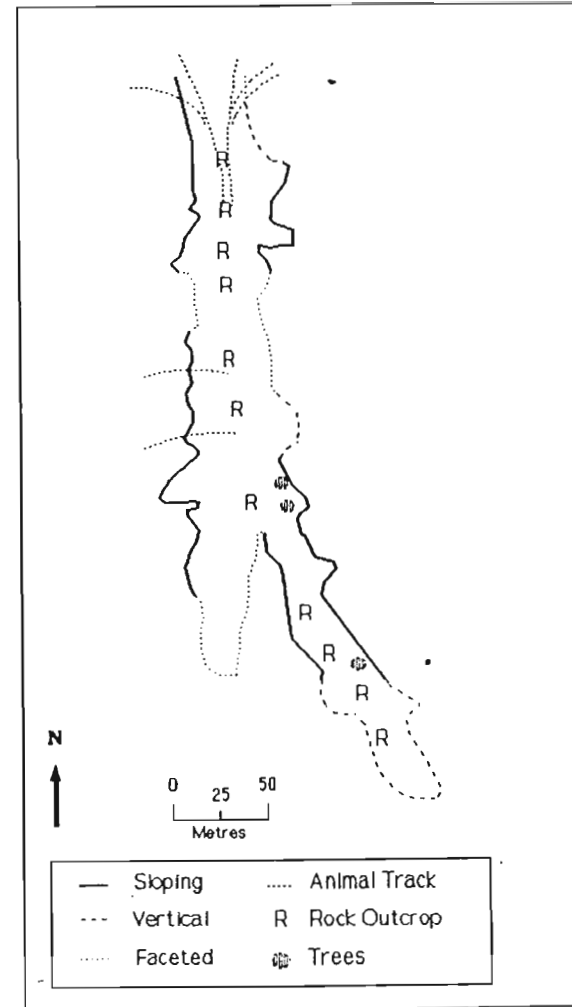 R
R
R
R
R
R
R
R
R
R
R
N
0 25 50
Metres
Sloping Animal Track
Vertical R Rock Outcrop
Faceted Trees